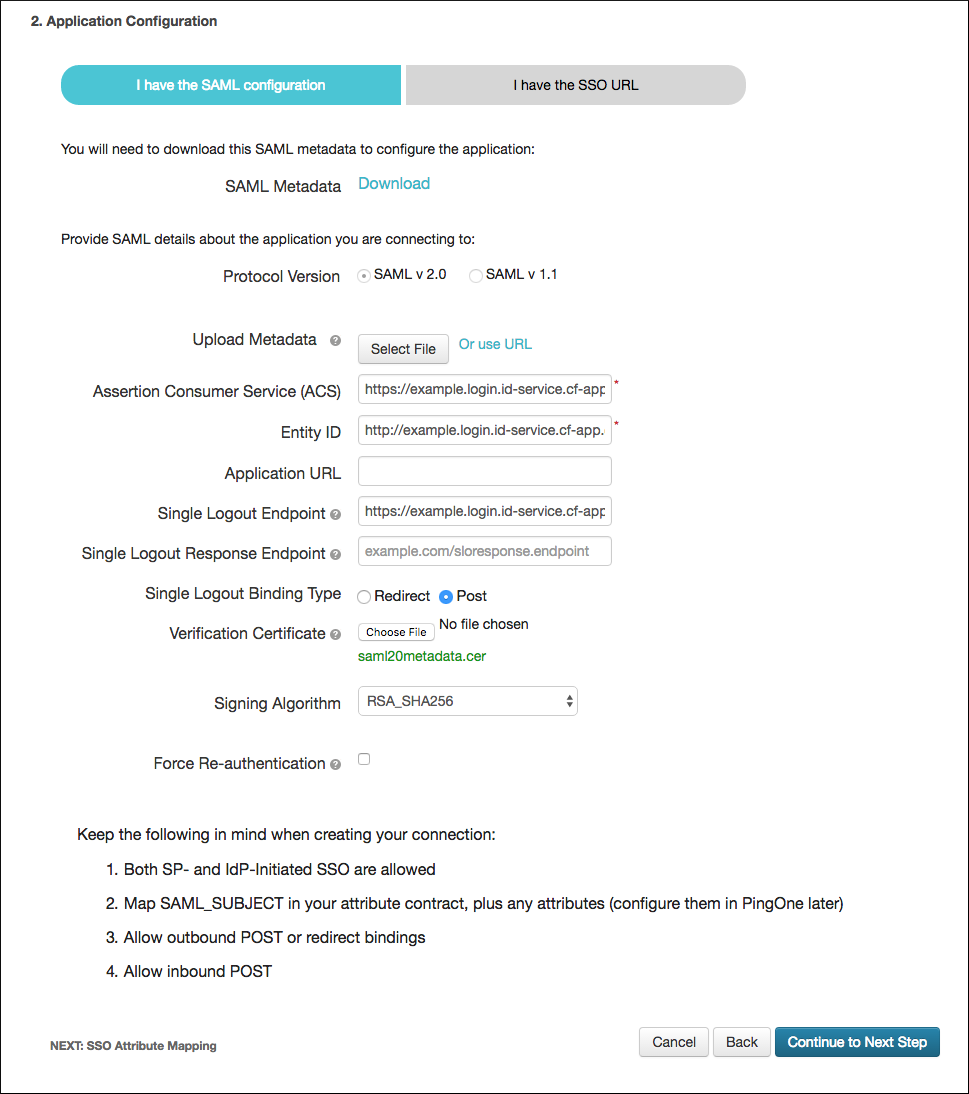 2. Application Configuration
I have the SAML configuration
I have the SSO URL
You will need to download this SAML metadata to configure the application:
SAML Metadata Download
Provide SAML details about the application you are connecting to:
Protocol Version SAML v 2.0 SAML v 1.1
Upload Metadata ? Select File Or use URL
Assertion Consumer Service (ACS) https://example.login.id-service.cf-app *
Entity ID http://example.login.id-service.cf-app. *
Application URL
Single Logout Endpoint ? https://example.login.id-service.cf-app
Single Logout Response Endpoint ? example.com/sloresponse.endpoint
Single Logout Binding Type Redirect Post
Verification Certificate ? Choose File No file chosen
saml20metadata.cer
Signing Algorithm RSA_SHA256
Force Re-authentication ?
Keep the following in mind when creating your connection:
1. Both SP- and IdP-Initiated SSO are allowed
2. Map SAML_SUBJECT in your attribute contract, plus any attributes (configure them in PingOne later)
3. Allow outbound POST or redirect bindings
4. Allow inbound POST
NEXT: SSO Attribute Mapping Cancel Back Continue to Next Step